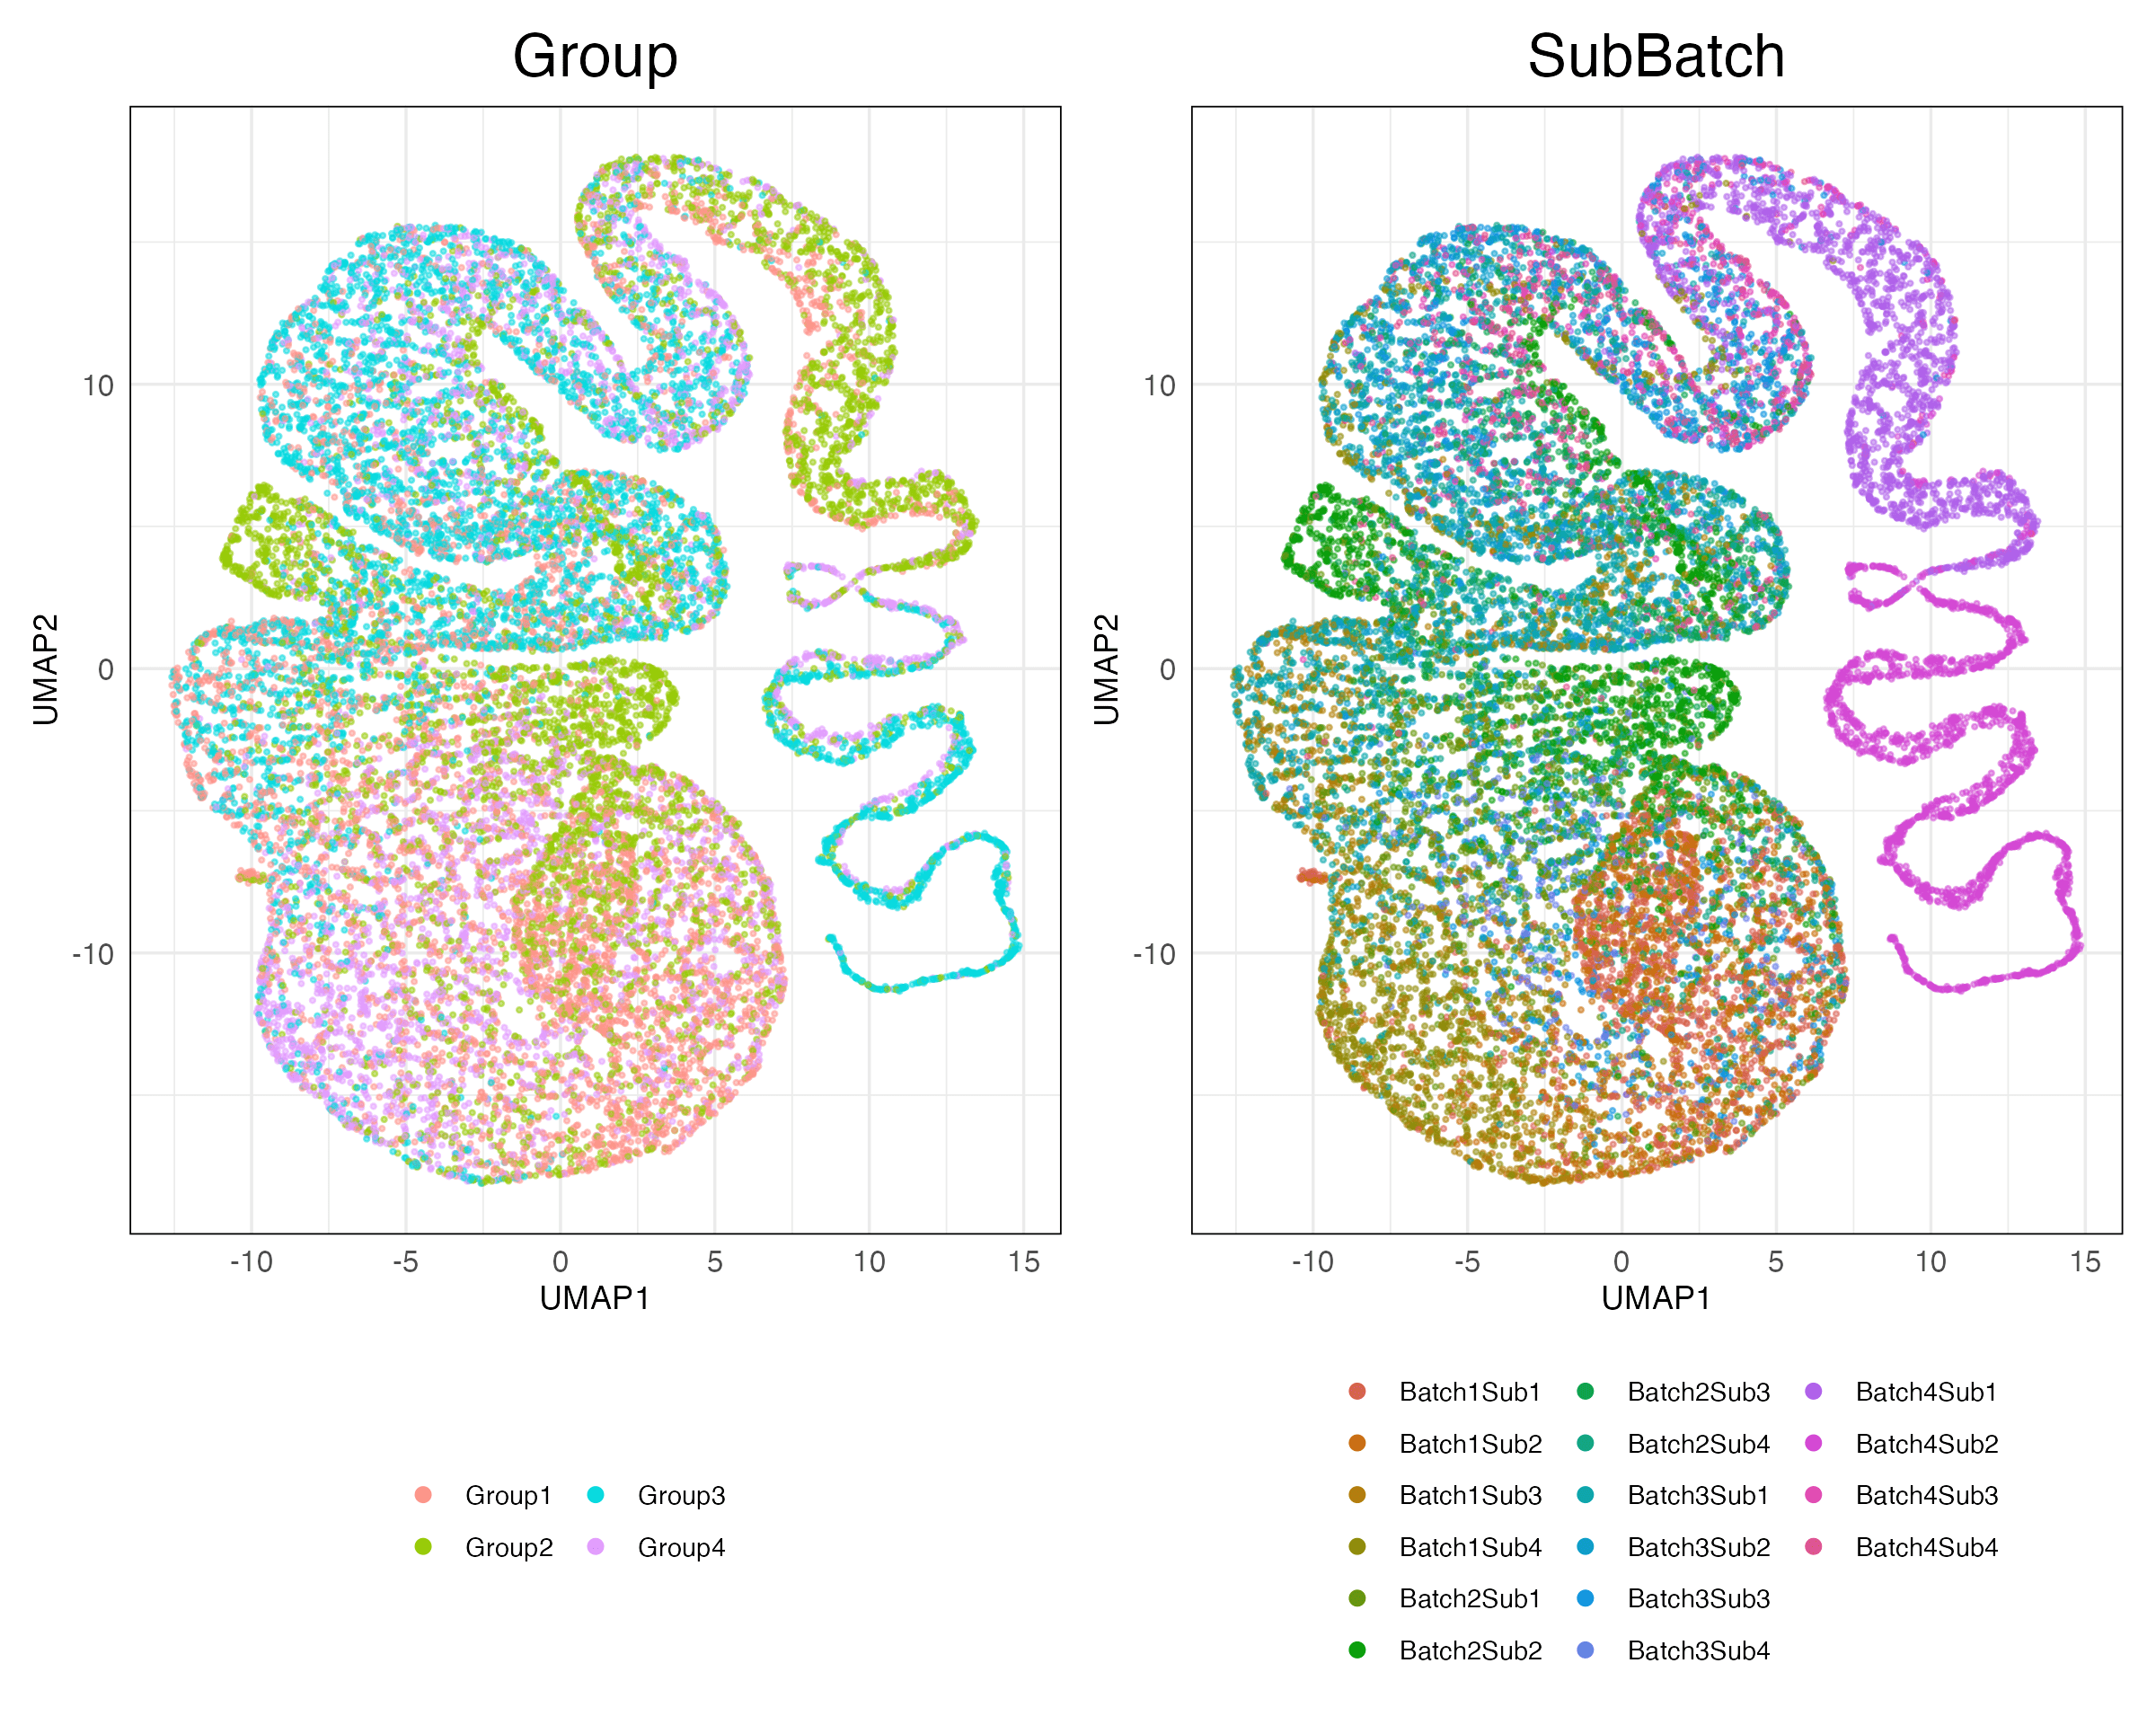 Group
SubBatch
10
0
-10
UMAP2
-10
-5
0
5
10
15
UMAP1
10
0
-10
UMAP2
-10
-5
0
5
10
15
UMAP1
Group1
Group3
Group2
Group4
Batch1Sub1
Batch2Sub3
Batch4Sub1
Batch1Sub2
Batch2Sub4
Batch4Sub2
Batch1Sub3
Batch3Sub1
Batch4Sub3
Batch1Sub4
Batch3Sub2
Batch4Sub4
Batch2Sub1
Batch3Sub3
Batch2Sub2
Batch3Sub4